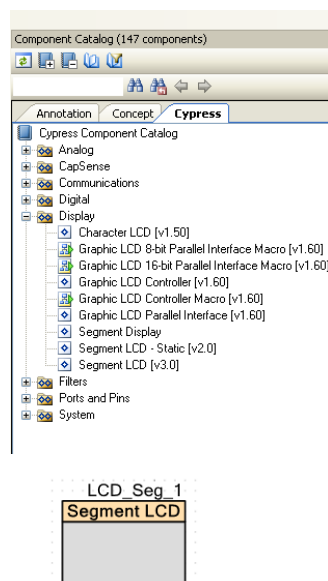 Component Catalog (147 components)
Annotation Concept Cypress
Cypress Component Catalog
Analog
CapSense
Communications
Digital
Display
Character LCD [v1.50]
Graphic LCD 8-bit Parallel Interface Macro [v1.60]
Graphic LCD 16-bit Parallel Interface Macro [v1.60]
Graphic LCD Controller [v1.60]
Graphic LCD Controller Macro [v1.60]
Graphic LCD Parallel Interface [v1.60]
Segment Display
Segment LCD - Static [v2.0]
Segment LCD [v3.0]
Filters
Ports and Pins
System
LCD_Seg_1
Segment LCD